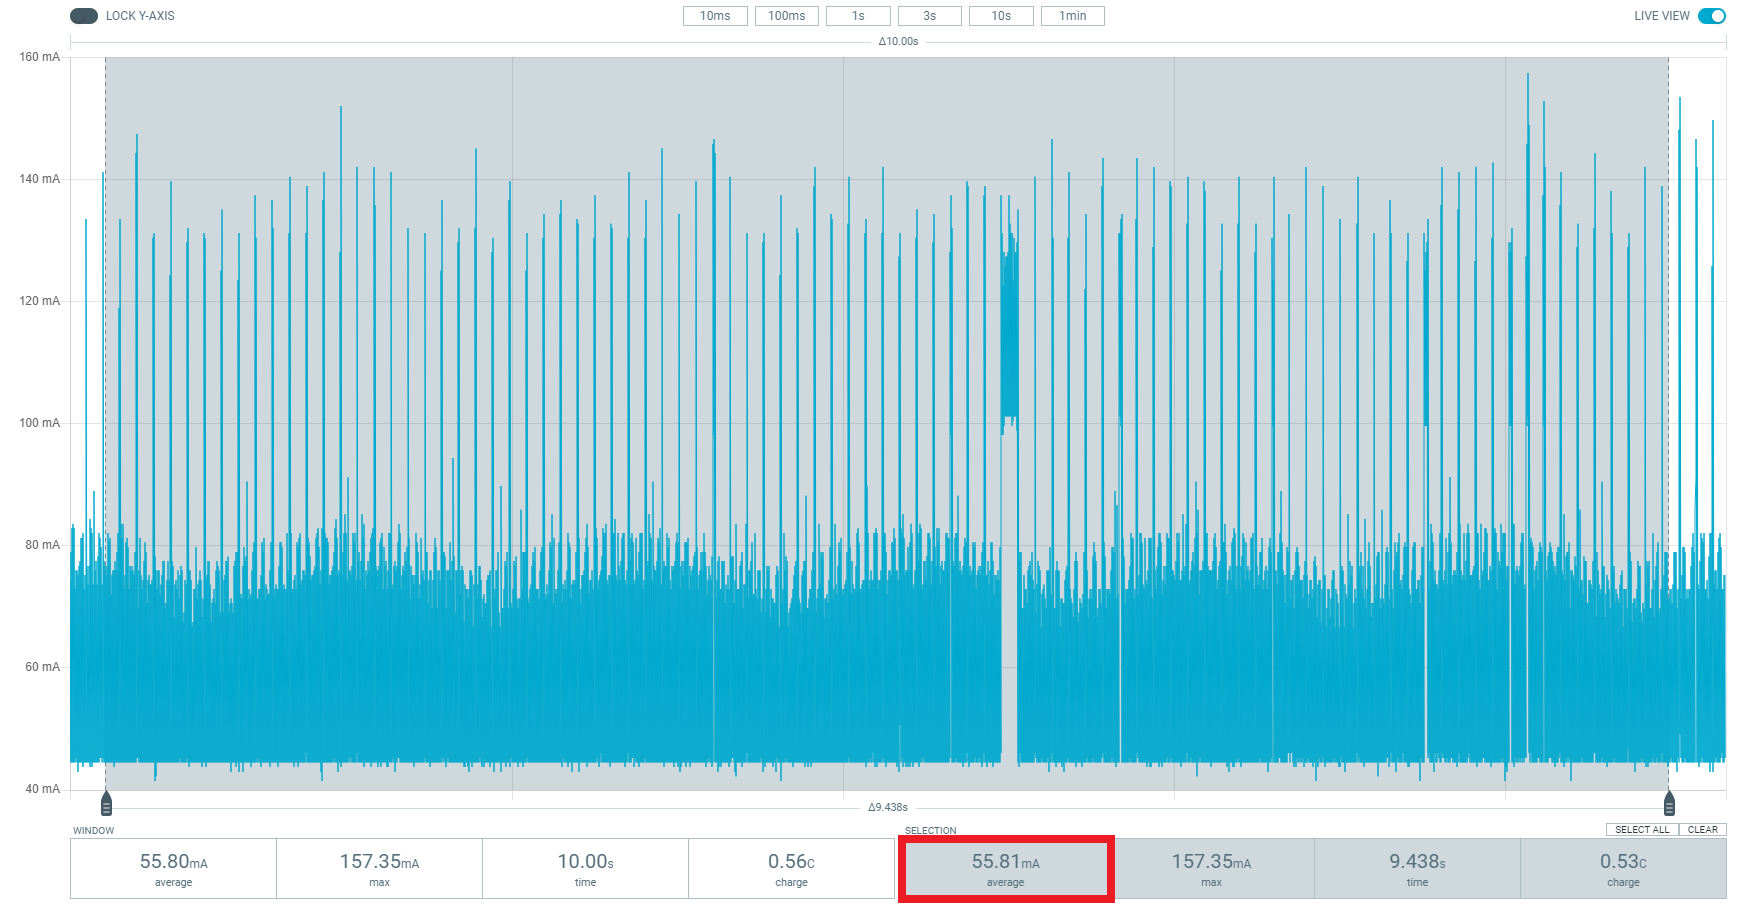 LOCK Y-AXIS 10ms 100ms 1s 3s 10s 1min LIVE VIEW
Δ10.00s
160 mA
140 mA
120 mA
100 mA
80 mA
60 mA
40 mA
Δ9.438s
WINDOW SELECTION SELECT ALL CLEAR
55.80mA 157.35mA 10.00s 0.56C 55.81mA 157.35mA 9.438s 0.53C
average max time charge average max time charge